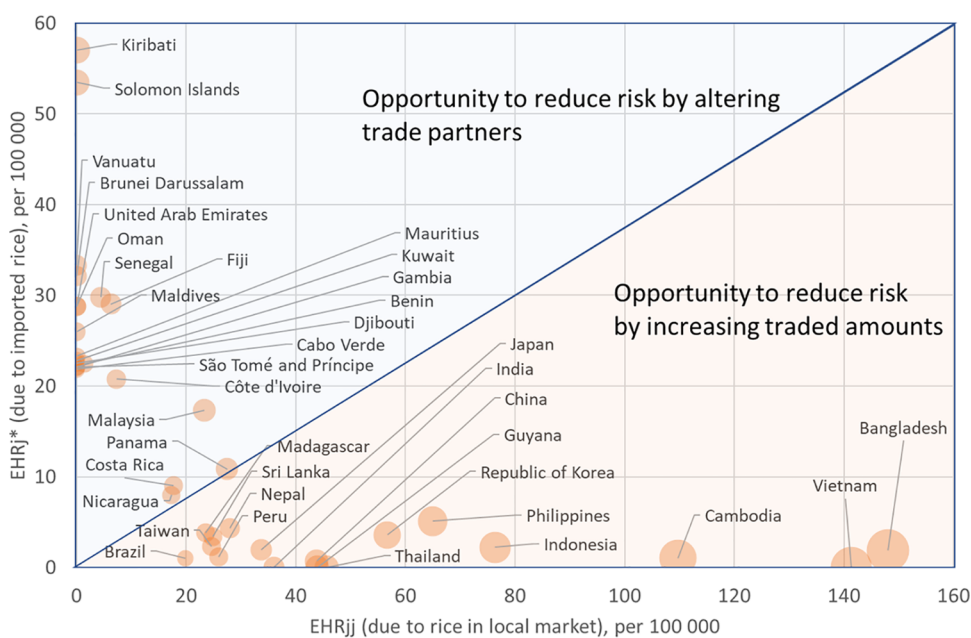 60
50
40
30
20
10
0
0
20
40
60
80
100
120
140
160
EHRj* (due to imported rice), per 100 000
EHRjj (due to rice in local market), per 100 000
Opportunity to reduce risk by altering
trade partners
Opportunity to reduce risk
by increasing traded amounts
Kiribati
Solomon Islands
Vanuatu
Brunei Darussalam
United Arab Emirates
Oman
Senegal
Fiji
Maldives
Mauritius
Kuwait
Gambia
Benin
Djibouti
Cabo Verde
São Tomé and Príncipe
Côte d'Ivoire
Malaysia
Panama
Costa Rica
Nicaragua
Taiwan
Brazil
Madagascar
Sri Lanka
Nepal
Peru
Japan
India
China
Guyana
Republic of Korea
Thailand
Philippines
Indonesia
Cambodia
Vietnam
Bangladesh